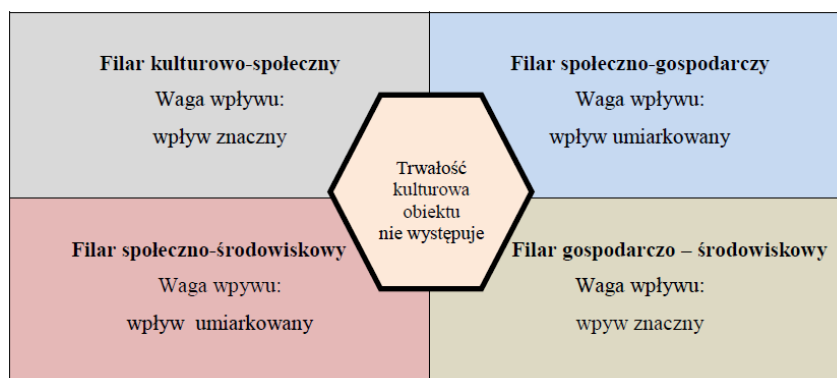 Filar kulturowo-społeczny
Waga wpływu:
wpływ znaczny
Filar społeczno-gospodarczy
Waga wpływu:
wpływ umiarkowany
Trwałość
kulturowa
obiektu
nie występuje
Filar społeczno-środowiskowy
Waga wpywu:
wpływ umiarkowany
Filar gospodarczo – środowiskowy
Waga wpływu:
wpyw znaczny